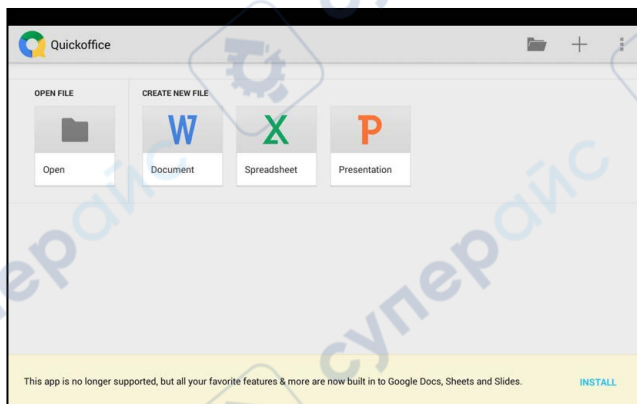 Quickoffice
OPEN FILE
CREATE NEW FILE
W
X
P
Open
Document
Spreadsheet
Presentation
суперайс
суперайс
This app is no longer supported, but all your favorite features & more are now built in to Google Docs, Sheets and Slides.
INSTALL